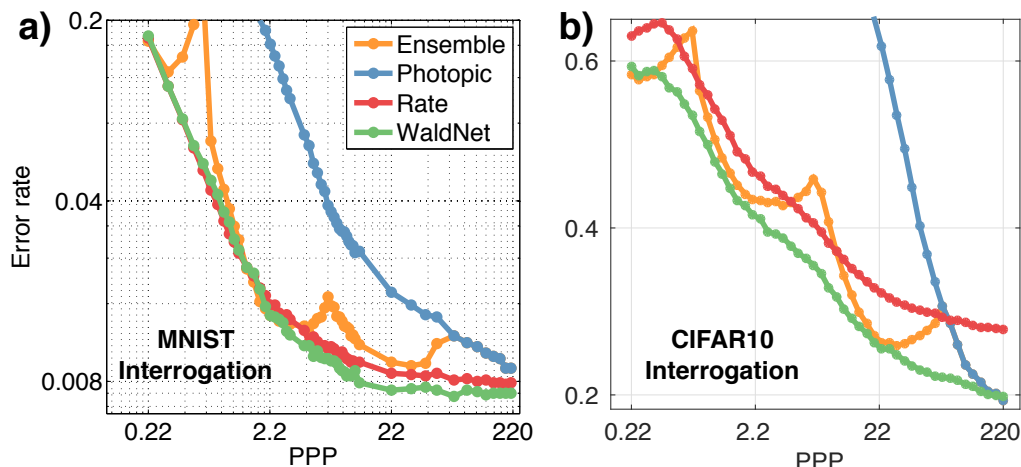 a)
0.2
0.04
0.008
Error rate
Ensemble
Photopic
Rate
WaldNet
MNIST
Interrogation
0.22
2.2
22
220
PPP
b)
0.6
0.4
0.2
CIFAR10
Interrogation
0.22
2.2
22
220
PPP